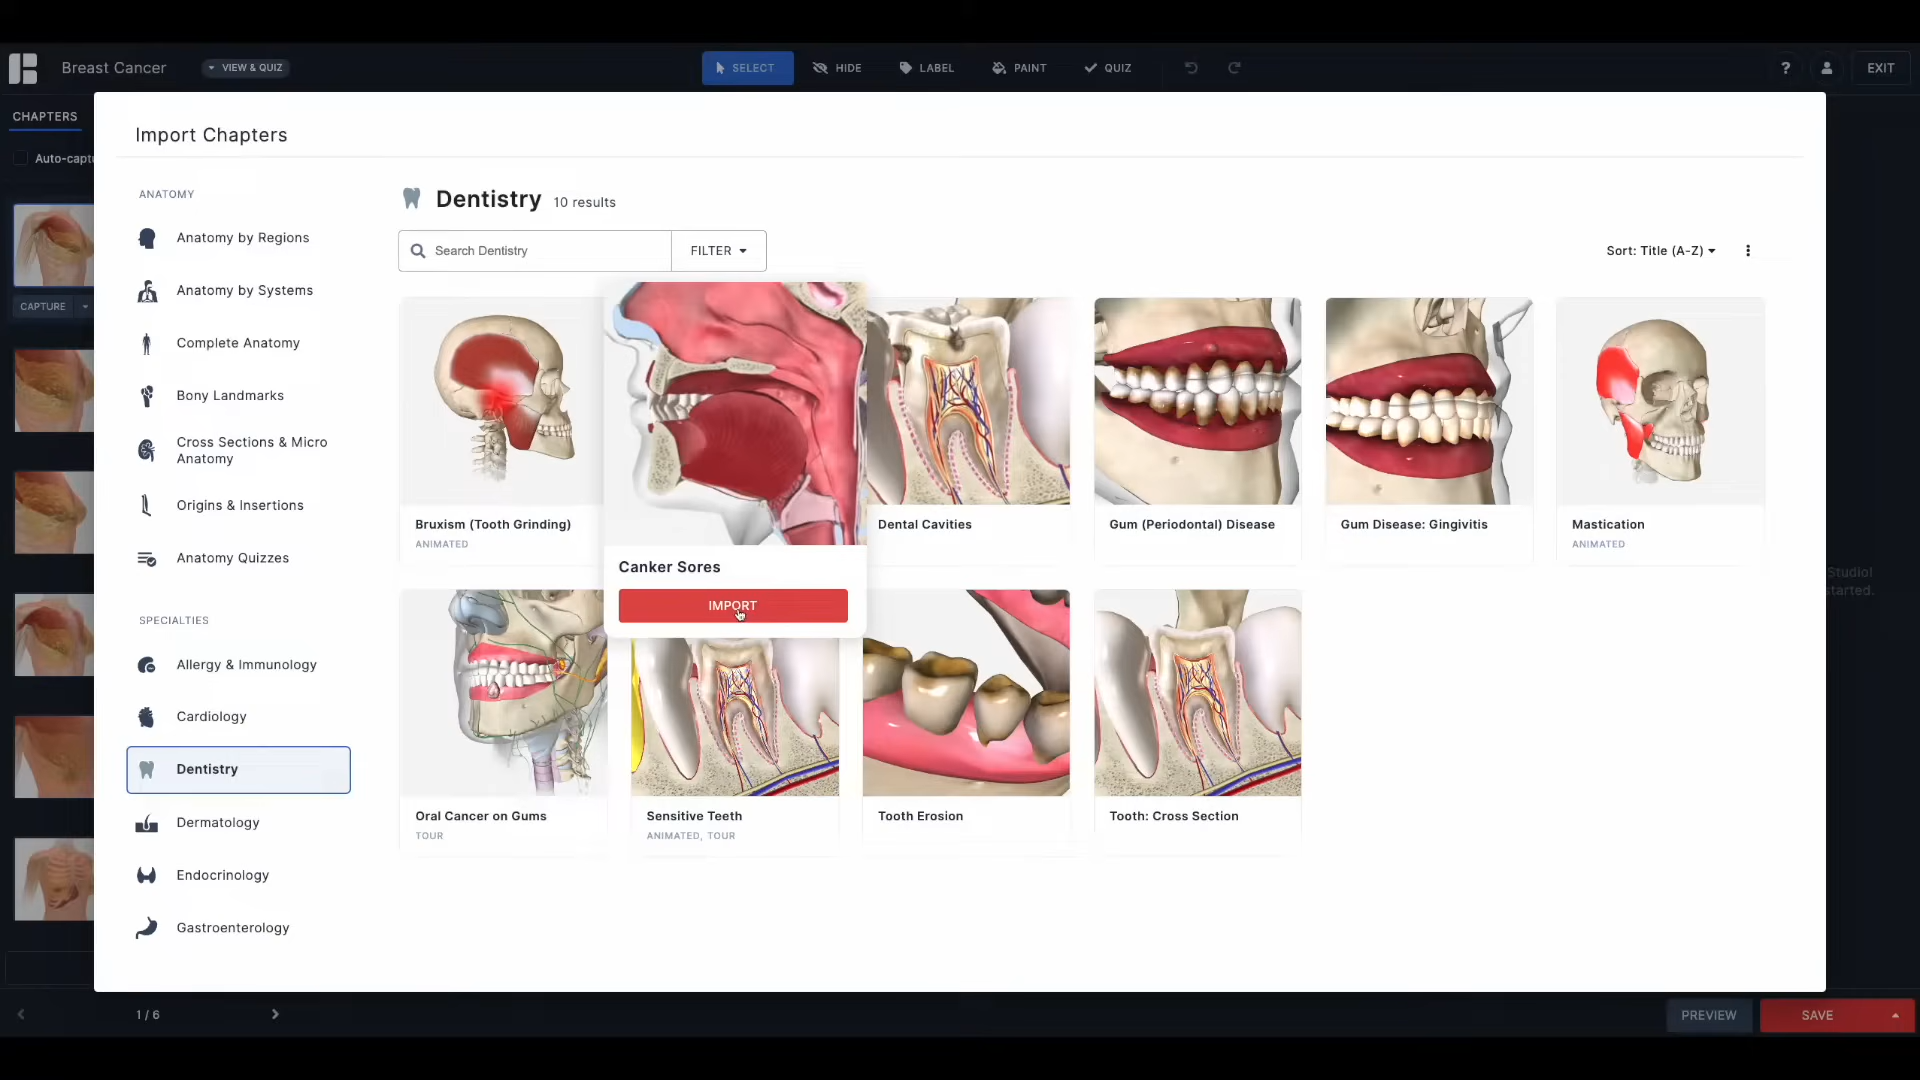 Breast Cancer
VIEW & QUIZ
SELECT
HIDE
LABEL
PAINT
QUIZ
?
EXIT
CHAPTERS
Auto-captu
CAPTURE
Import Chapters
ANATOMY
Anatomy by Regions
Anatomy by Systems
Complete Anatomy
Bony Landmarks
Cross Sections & Micro
Anatomy
Origins & Insertions
Anatomy Quizzes
SPECIALTIES
Allergy & Immunology
Cardiology
Dentistry
Dermatology
Endocrinology
Gastroenterology
Dentistry 10 results
Search Dentistry
FILTER
Sort: Title (A-Z)
Bruxism (Tooth Grinding)
ANIMATED
Canker Sores
IMPORT
Dental Cavities
Gum (Periodontal) Disease
Gum Disease: Gingivitis
Mastication
ANIMATED
Oral Cancer on Gums
TOUR
Sensitive Teeth
ANIMATED, TOUR
Tooth Erosion
Tooth: Cross Section
Studio!
started.
1 / 6
PREVIEW
SAVE